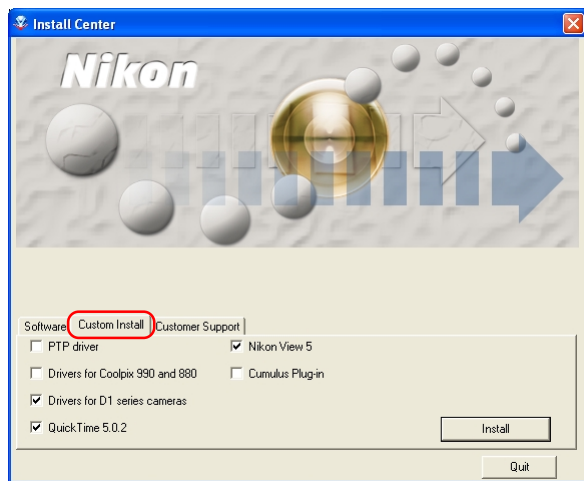 Install Center
Nikon
Software Custom Install Customer Support
PTP driver Nikon View 5
Drivers for Coolpix 990 and 880 Cumulus Plug-in
Drivers for D1 series cameras
QuickTime 5.0.2 Install
Quit